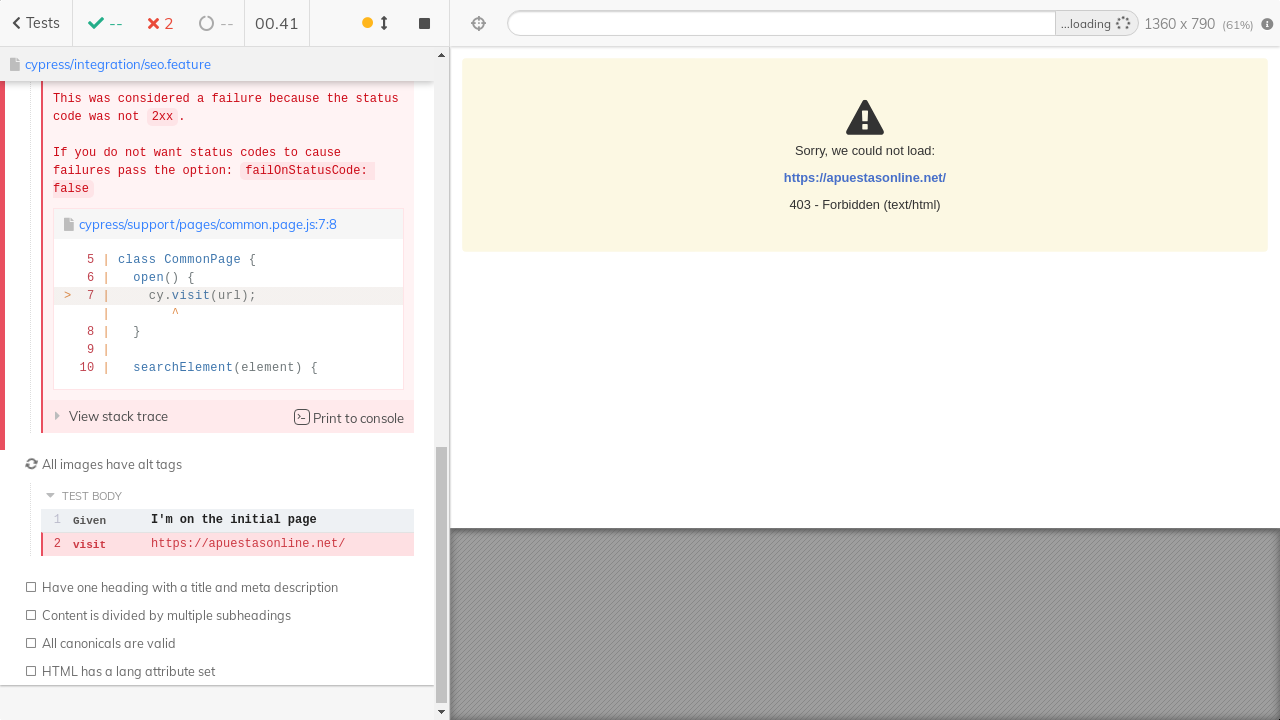 Tests
--
2
--
00.41
...loading
1360 x 790 (61%)
cypress/integration/seo.feature
This was considered a failure because the status
code was not 2xx.
If you do not want status codes to cause
failures pass the option: failOnStatusCode:
false
cypress/support/pages/common.page.js:7:8
5 | class CommonPage {
6 |   open() {
> 7 |     cy.visit(url);
|        ^
8 |   }
9 |
10 |   searchElement(element) {
View stack trace
Print to console
All images have alt tags
TEST BODY
1 Given I'm on the initial page
2 visit https://apuestasonline.net/
Have one heading with a title and meta description
Content is divided by multiple subheadings
All canonicals are valid
HTML has a lang attribute set
Sorry, we could not load:
https://apuestasonline.net/
403 - Forbidden (text/html)